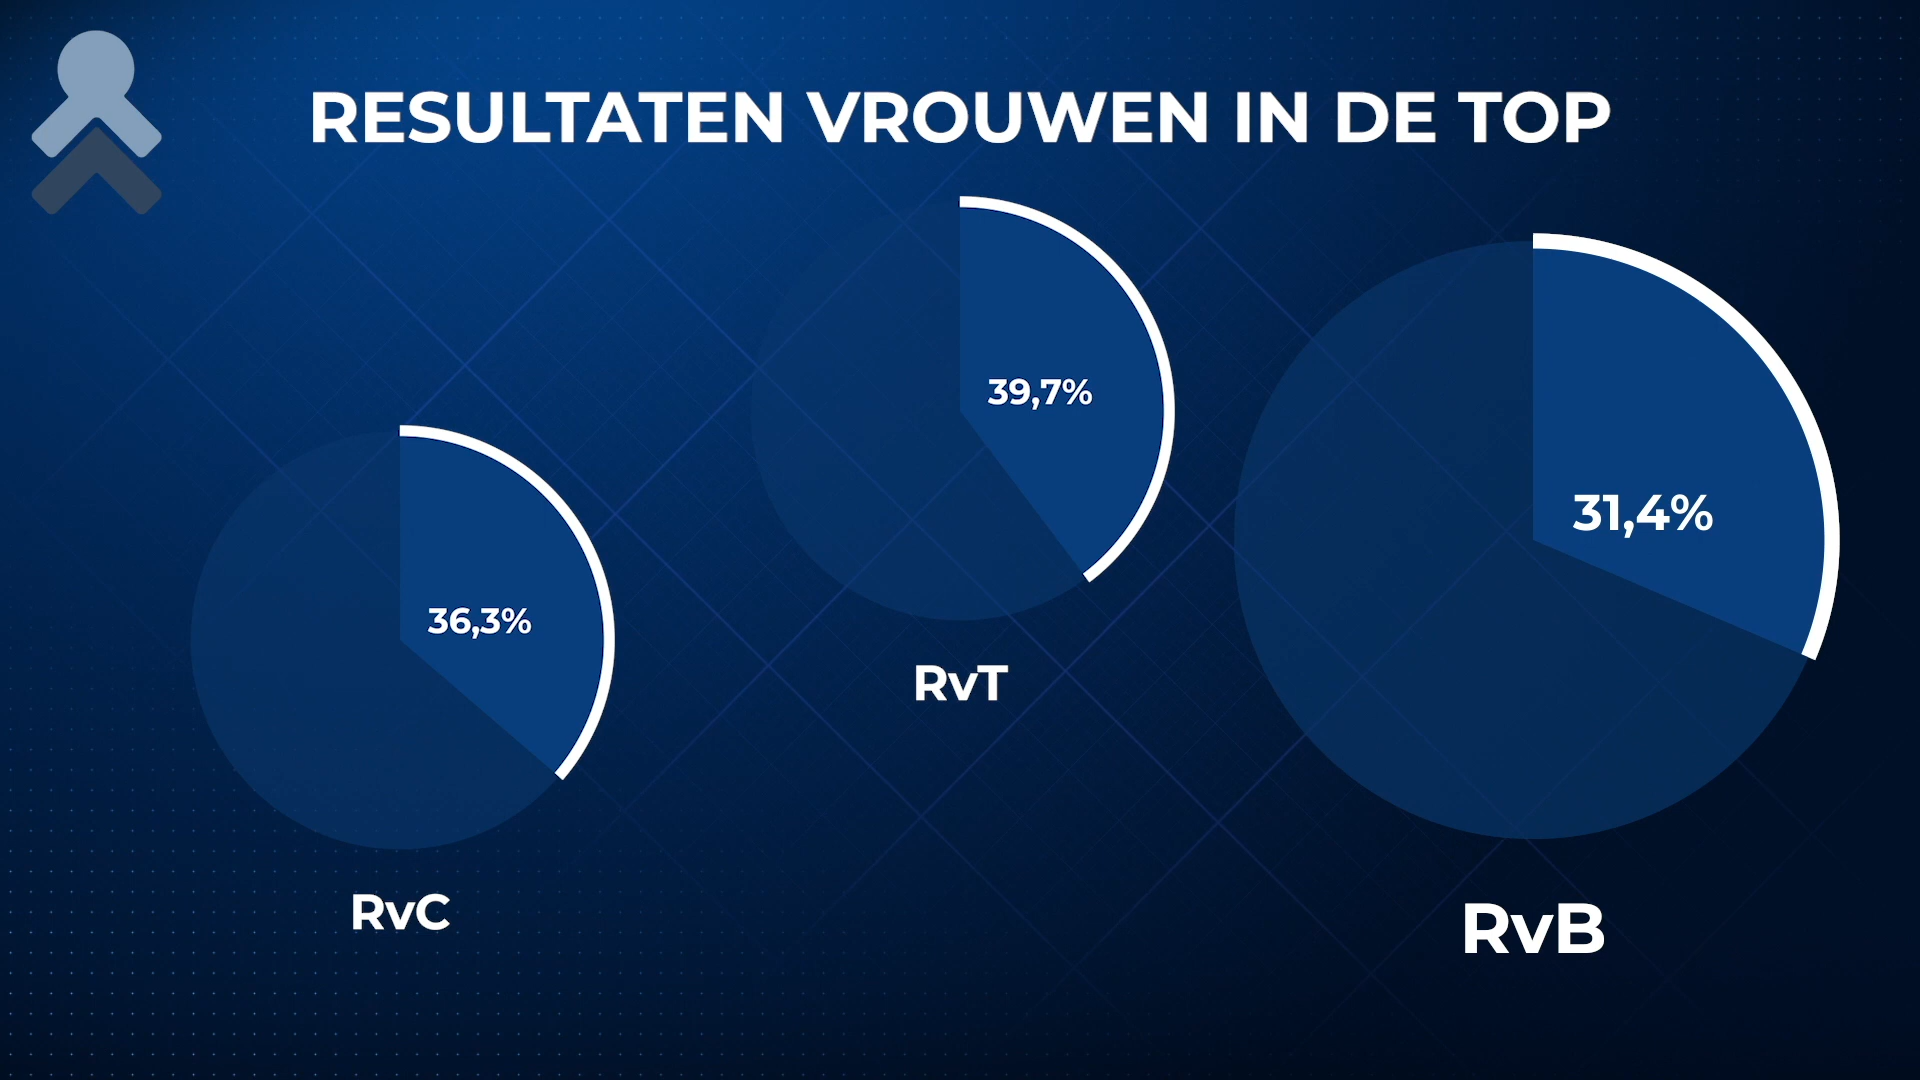 RESULTATEN VROUWEN IN DE TOP
36,3%
RvC
39,7%
RvT
31,4%
RvB